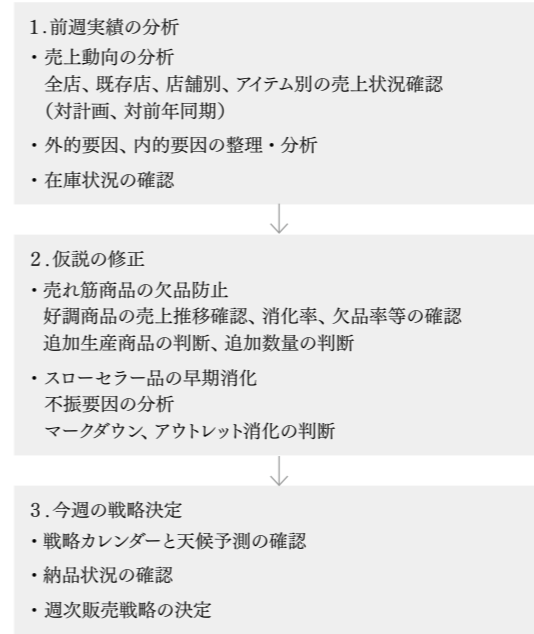 1.前週実績の分析
・売上動向の分析
全店、既存店、店舗別、アイテム別の売上状況確認
（対計画、対前年同期）
・外的要因、内的要因の整理・分析
・在庫状況の確認
2.仮説の修正
・売れ筋商品の欠品防止
好調商品の売上推移確認、消化率、欠品率等の確認
追加生産商品の判断、追加数量の判断
・スローセラー品の早期消化
不振要因の分析
マークダウン、アウトレット消化の判断
3.今週の戦略決定
・戦略カレンダーと天候予測の確認
・納品状況の確認
・週次販売戦略の決定